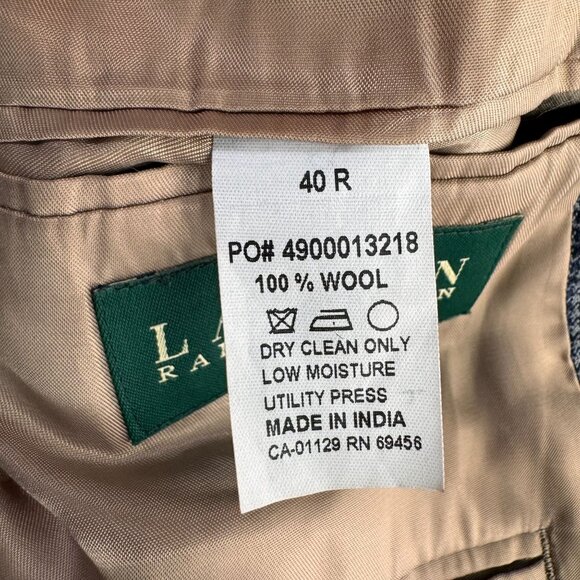 40 R
PO# 4900013218
100 % WOOL
DRY CLEAN ONLY
LOW MOISTURE
UTILITY PRESS
MADE IN INDIA
CA-01129 RN 69456